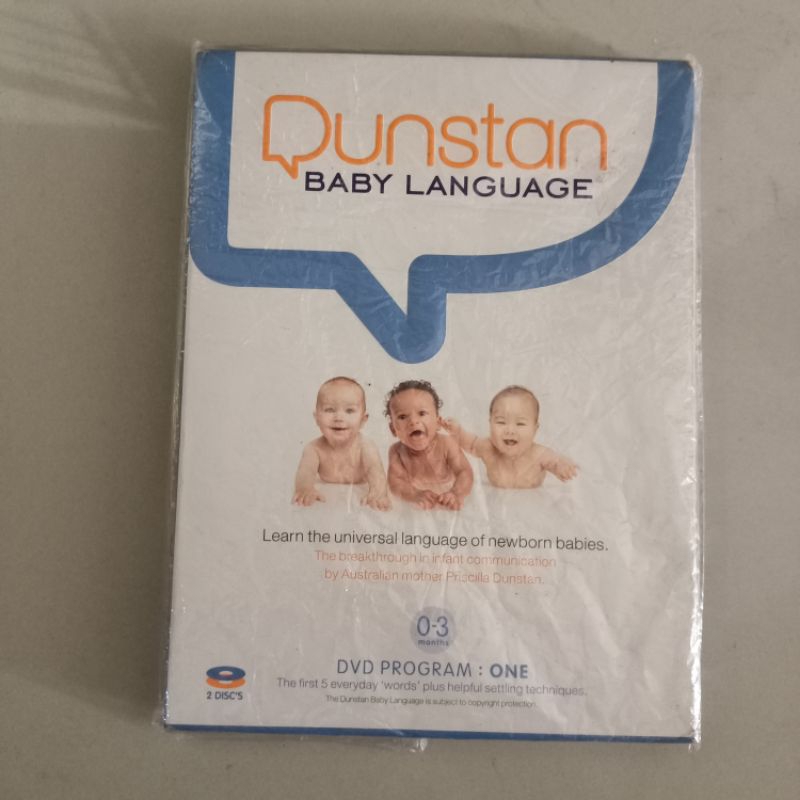 Dunstan
BABY LANGUAGE
Learn the universal language of newborn babies.
The breakthrough in infant communication
by Australian mother Priscilla Dunstan.
0-3
months
DVD PROGRAM : ONE
The first 5 everyday 'words' plus helpful settling techniques.
The Dunstan Baby Language is subject to copyright protection.
2 DISC'S